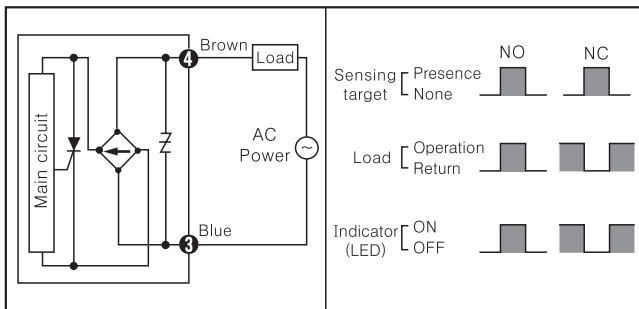 Main circuit
4
Brown
Load
AC
Power
~
Blue
3
NO
NC
Sensing
target
Presence
None
Load
Operation
Return
Indicator
(LED)
ON
OFF